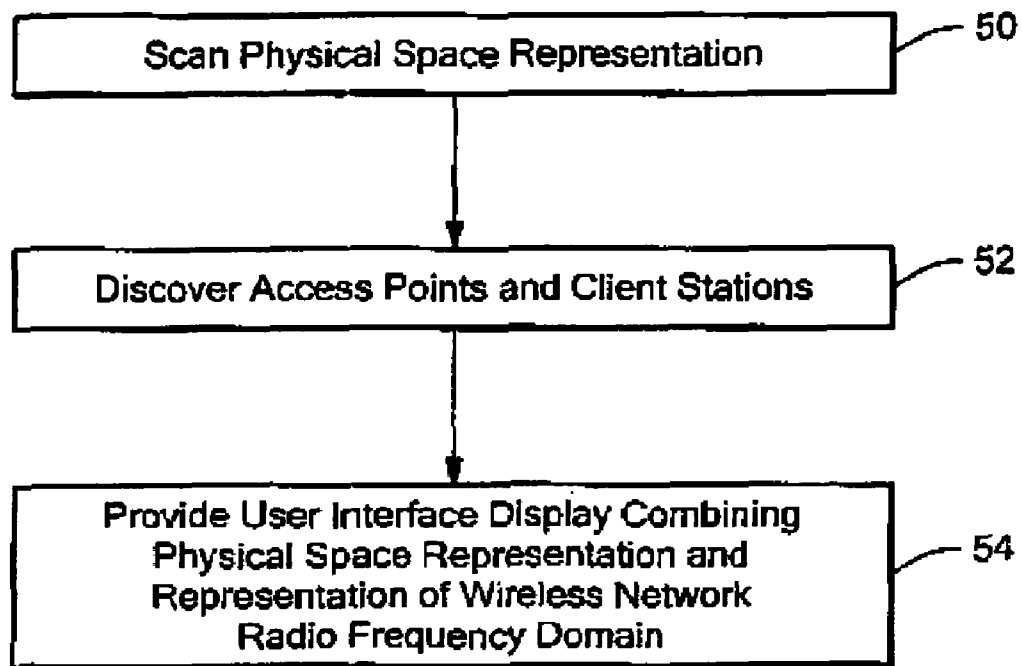 Scan Physical Space Representation
50
Discover Access Points and Client Stations
52
Provide User Interface Display Combining
Physical Space Representation and
Representation of Wireless Network
Radio Frequency Domain
54